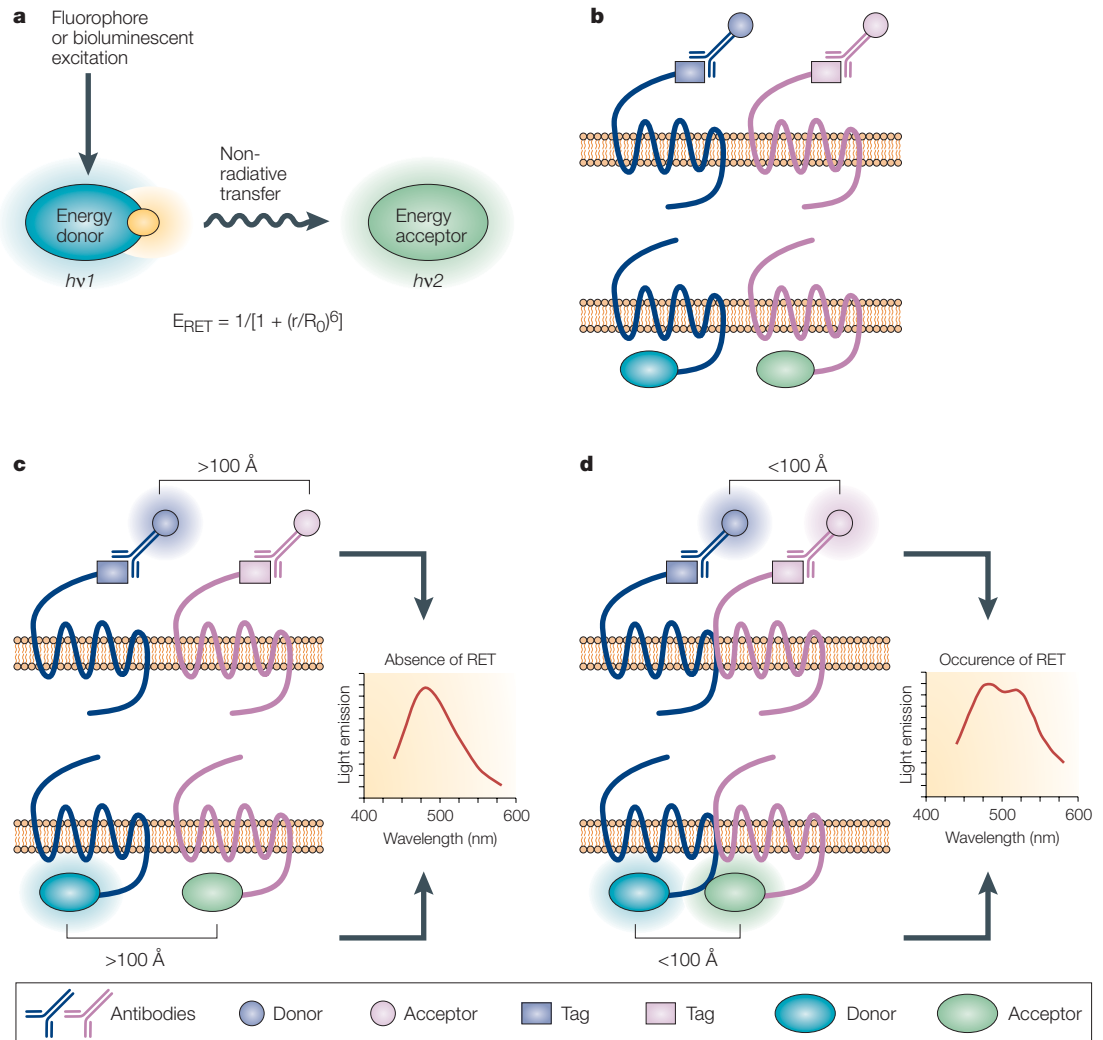 a
Fluorophore
or bioluminescent
excitation
Energy
donor
hν1
Non-
radiative
transfer
Energy
acceptor
hν2
E_RET = 1/[1 + (r/R₀)⁶]
b
c
>100 Å
Absence of RET
Light emission
400 500 600
Wavelength (nm)
>100 Å
d
<100 Å
Occurence of RET
Light emission
400 500 600
Wavelength (nm)
<100 Å
Antibodies Donor Acceptor Tag Tag Donor Acceptor